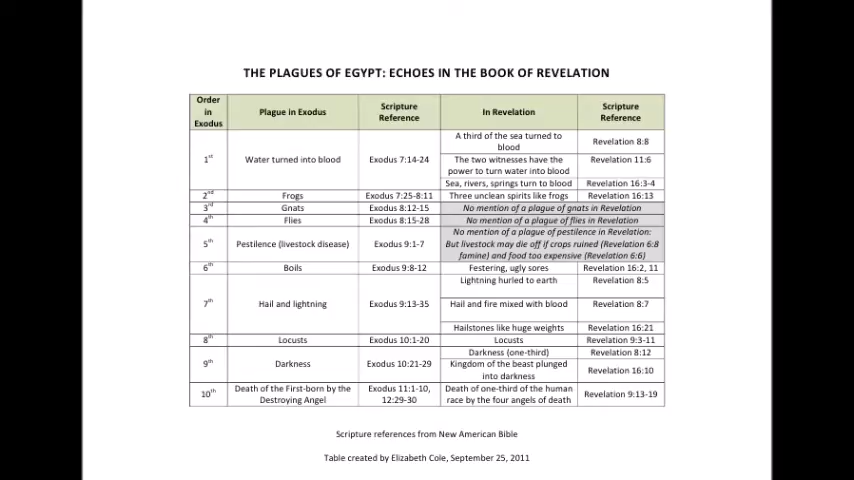 THE PLAGUES OF EGYPT: ECHOES IN THE BOOK OF REVELATION
Order in Exodus Plague in Exodus Scripture Reference In Revelation Scripture Reference
1st Water turned into blood Exodus 7:14-24 A third of the sea turned to blood Revelation 8:8
The two witnesses have the power to turn water into blood Revelation 11:6
Sea, rivers, springs turn to blood Revelation 16:3-4
2nd Frogs Exodus 7:25-8:11 Three unclean spirits like frogs Revelation 16:13
3rd Gnats Exodus 8:12-15 No mention of a plague of gnats in Revelation
4th Flies Exodus 8:15-28 No mention of a plague of flies in Revelation
5th Pestilence (livestock disease) Exodus 9:1-7 No mention of a plague of pestilence in Revelation: But livestock may die off if crops ruined (Revelation 6:8 famine) and food too expensive (Revelation 6:6)
6th Boils Exodus 9:8-12 Festering, ugly sores Revelation 16:2, 11
7th Hail and lightning Exodus 9:13-35 Lightning hurled to earth Revelation 8:5
Hail and fire mixed with blood Revelation 8:7
Hailstones like huge weights Revelation 16:21
8th Locusts Exodus 10:1-20 Locusts Revelation 9:3-11
9th Darkness Exodus 10:21-29 Darkness (one-third) Revelation 8:12
Kingdom of the beast plunged into darkness Revelation 16:10
10th Death of the First-born by the Destroying Angel Exodus 11:1-10, 12:29-30 Death of one-third of the human race by the four angels of death Revelation 9:13-19
Scripture references from New American Bible
Table created by Elizabeth Cole, September 25, 2011